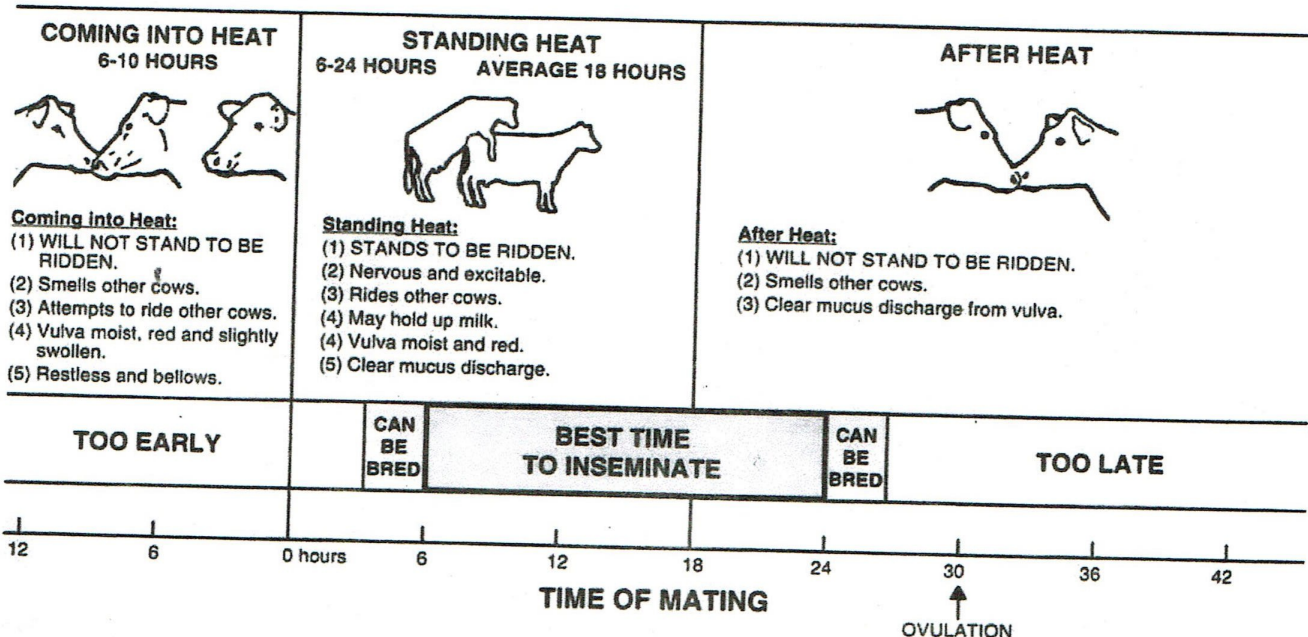 COMING INTO HEAT
6-10 HOURS
Coming into Heat:
(1) WILL NOT STAND TO BE
RIDDEN.
(2) Smells other cows.
(3) Attempts to ride other cows.
(4) Vulva moist, red and slightly
swollen.
(5) Restless and bellows.
STANDING HEAT
6-24 HOURS AVERAGE 18 HOURS
Standing Heat:
(1) STANDS TO BE RIDDEN.
(2) Nervous and excitable.
(3) Rides other cows.
(4) May hold up milk.
(4) Vulva moist and red.
(5) Clear mucus discharge.
AFTER HEAT
After Heat:
(1) WILL NOT STAND TO BE RIDDEN.
(2) Smells other cows.
(3) Clear mucus discharge from vulva.
TOO EARLY
CAN
BE
BRED
BEST TIME
TO INSEMINATE
CAN
BE
BRED
TOO LATE
12 6 0 hours 6 12 18 24 30 36 42
TIME OF MATING
OVULATION